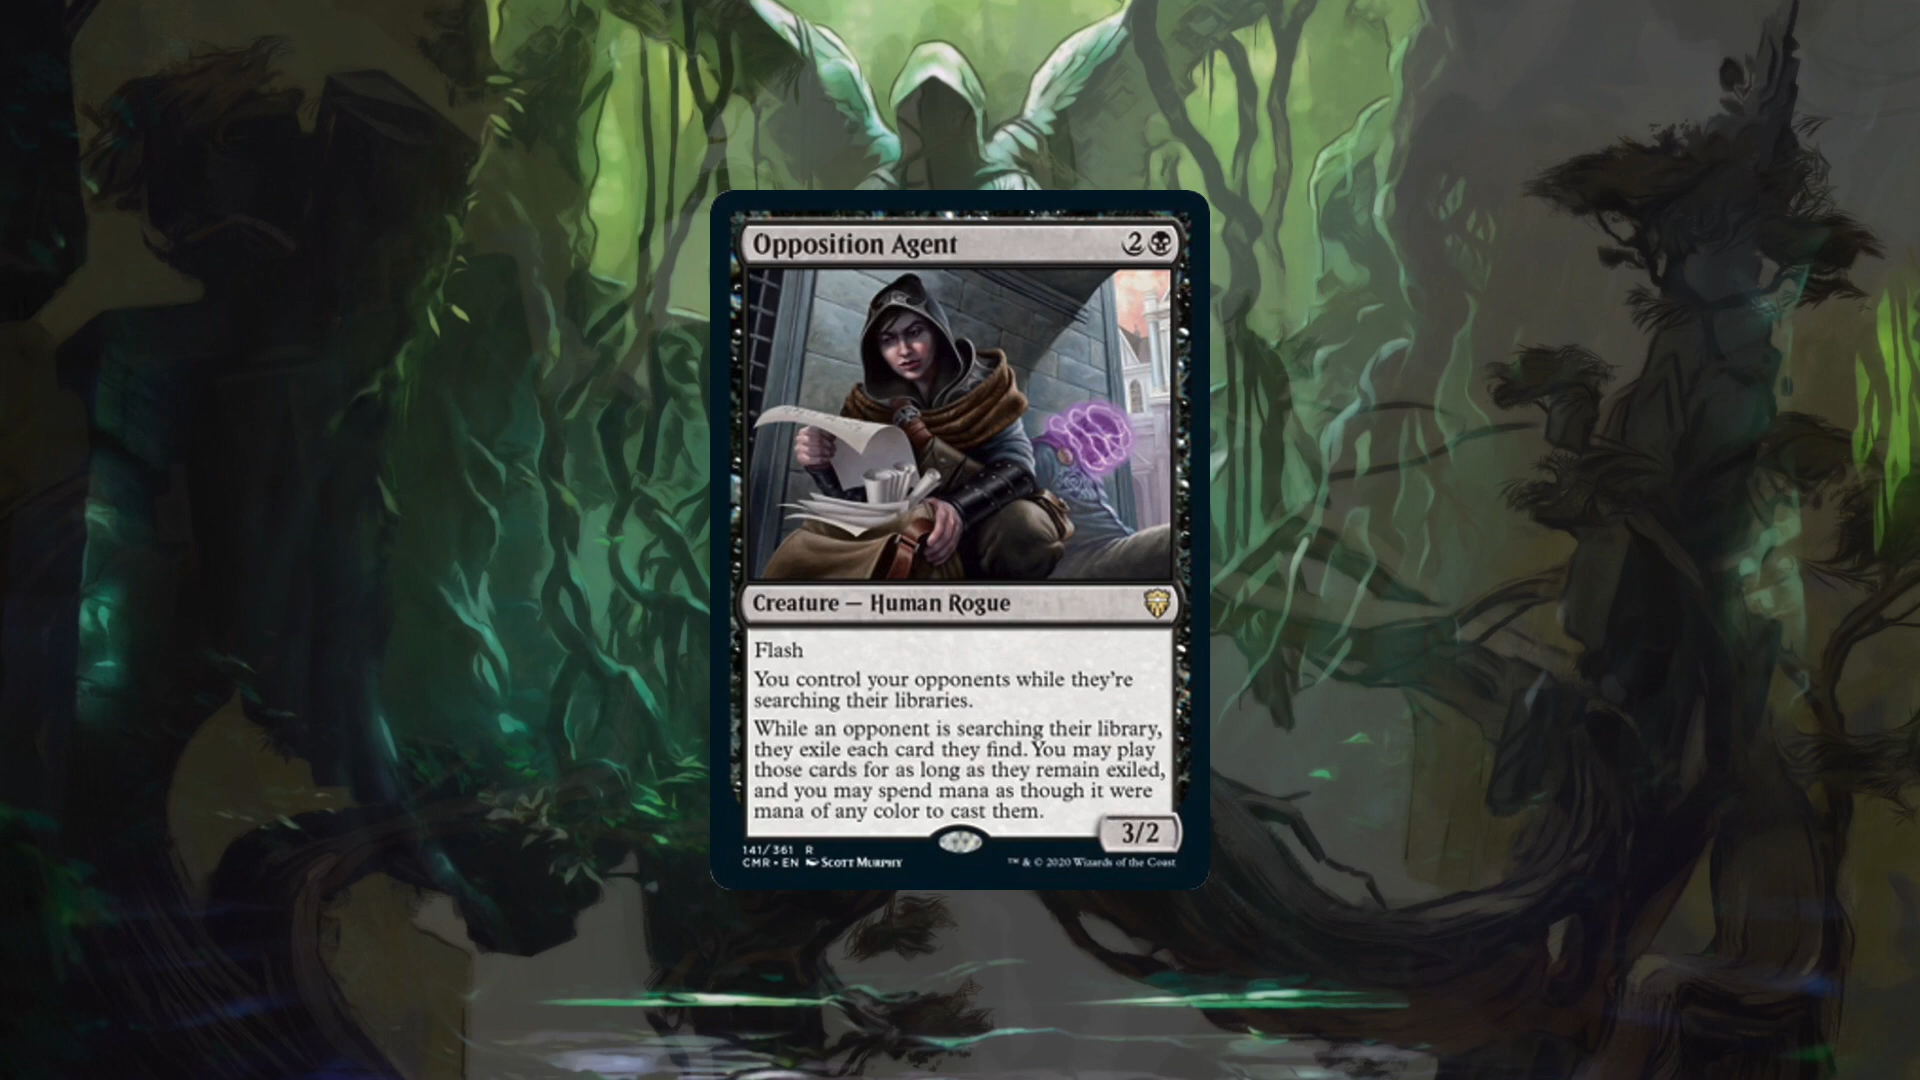 Opposition Agent 2
Creature — Human Rogue
Flash
You control your opponents while they're
searching their libraries.
While an opponent is searching their library,
they exile each card they find. You may play
those cards for as long as they remain exiled,
and you may spend mana as though it were
mana of any color to cast them.
3/2
141/361 R
CMR • EN Scott Murphy
™ & © 2020 Wizards of the Coast